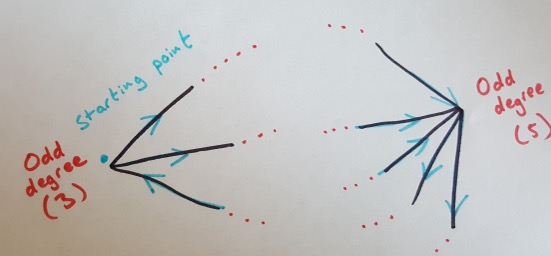 Starting point
Odd
degree
(3)
Odd
degree
(5)